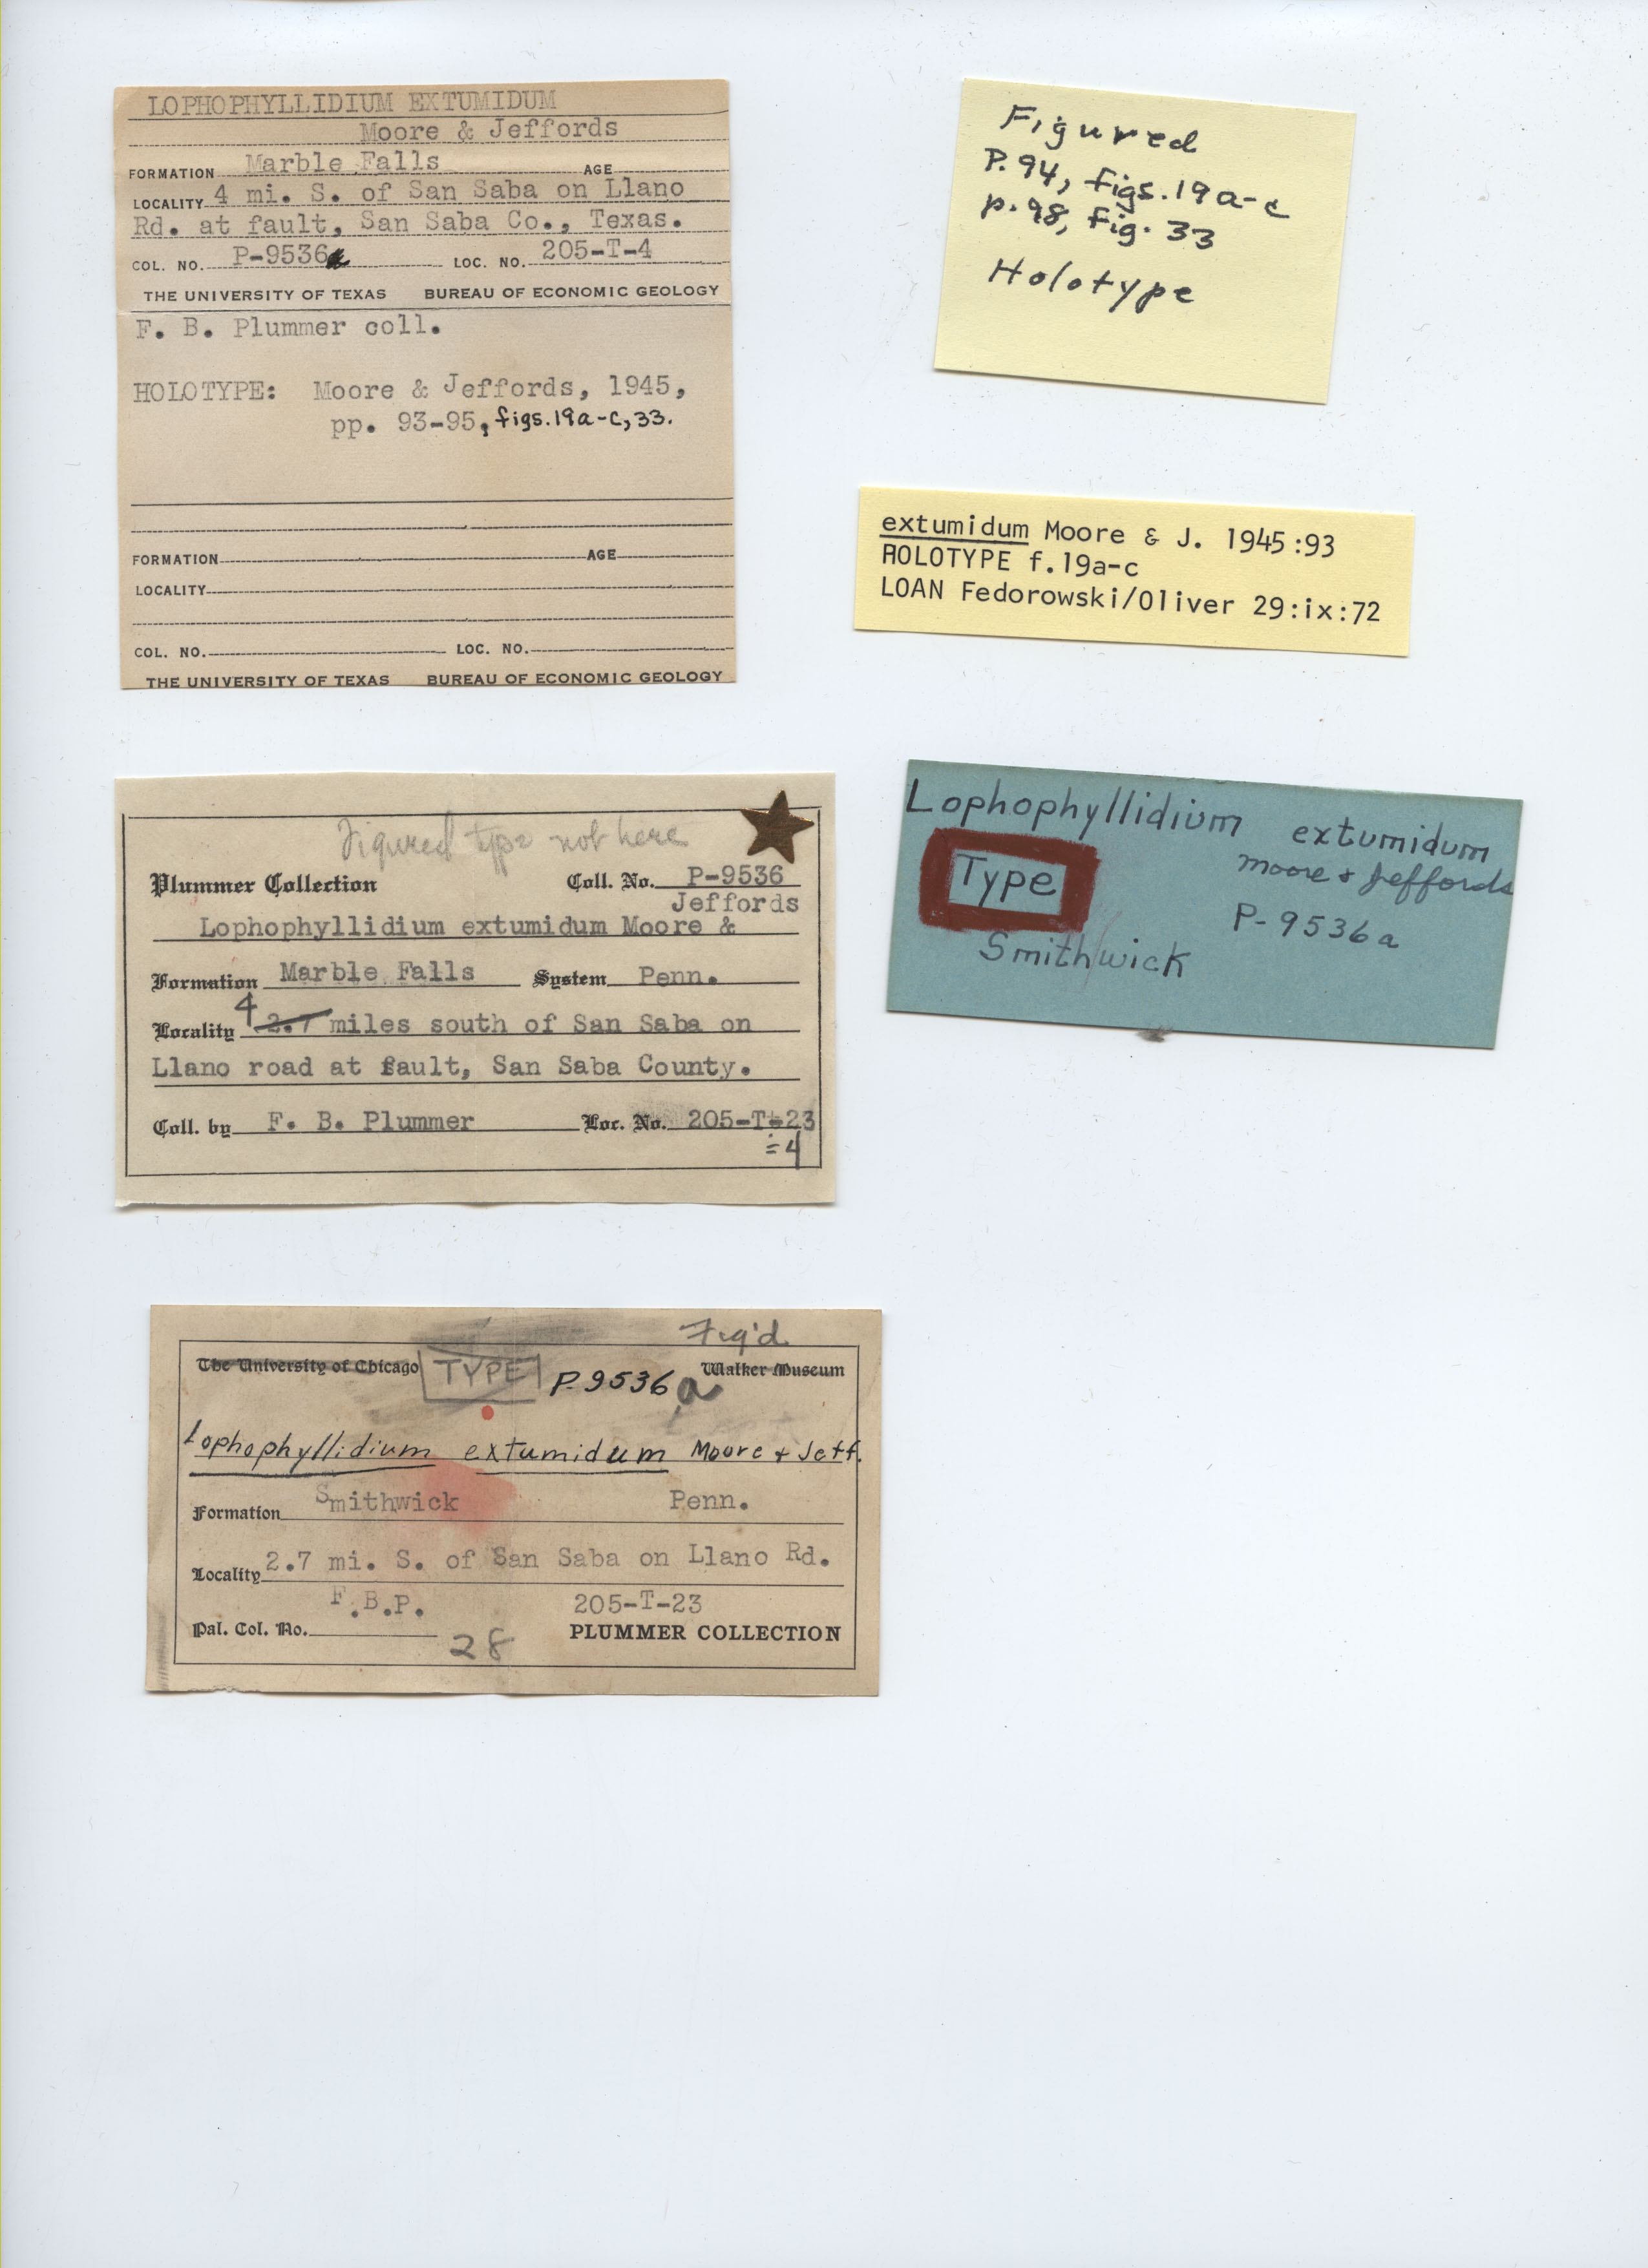 LOPHOPHYLLIDIUM EXTUMIDUM
Moore & Jeffords
FORMATION Marble Falls AGE
LOCALITY 4 mi. S. of San Saba on Llano
Rd. at fault, San Saba Co., Texas.
COL. NO. P-9536a LOC. NO. 205-T-4
THE UNIVERSITY OF TEXAS BUREAU OF ECONOMIC GEOLOGY
F. B. Plummer coll.
HOLOTYPE: Moore & Jeffords, 1945,
pp. 93-95, figs. 19a-c, 33.
FORMATION AGE
LOCALITY
COL. NO. LOC. NO.
THE UNIVERSITY OF TEXAS BUREAU OF ECONOMIC GEOLOGY
Figured
P. 94, figs. 19a-c
p. 98, fig. 33
Holotype
extumidum Moore & J. 1945:93
HOLOTYPE f.19a-c
LOAN Fedorowski/Oliver 29:ix:72
Figured type not here
Plummer Collection Coll. No. P-9536
Jeffords
Lophophyllidium extumidum Moore &
Formation Marble Falls System Penn.
Locality 4 2.7 miles south of San Saba on
Llano road at fault, San Saba County.
Coll. by F. B. Plummer Loc. No. 205-T-23
=4
Lophophyllidium extumidum
Moore & Jeffords
Type
P-9536a
Smithwick
Fig'd
The University of Chicago TYPE P-9536a Walker Museum
Lophophyllidium extumidum Moore + Jeff.
Formation Smithwick Penn.
Locality 2.7 mi. S. of San Saba on Llano Rd.
F.B.P. 205-T-23
Pal. Col. No. 28 PLUMMER COLLECTION